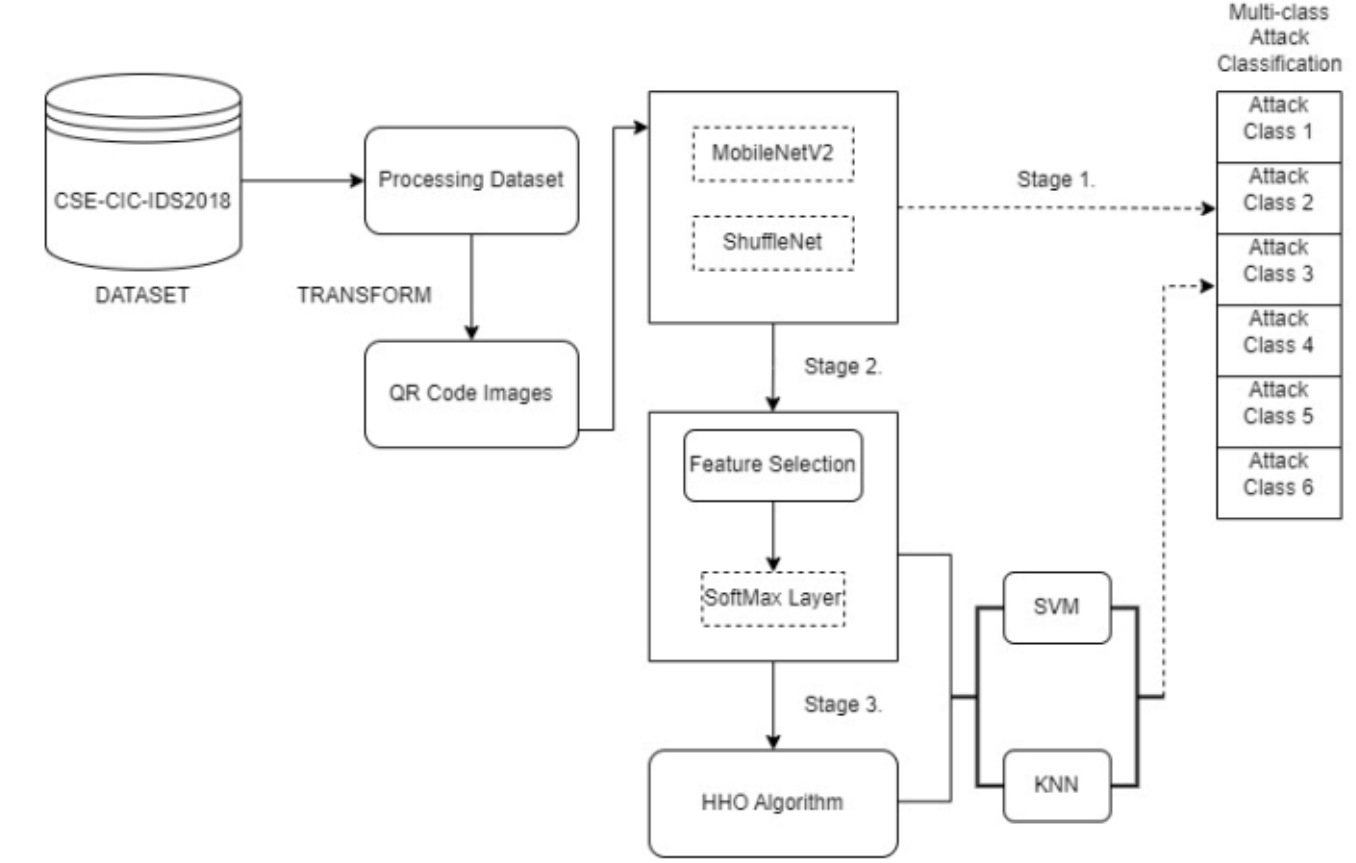 Multi-class
Attack
Classification
CSE-CIC-IDS2018
DATASET
Processing Dataset
TRANSFORM
QR Code Images
MobileNetV2
ShuffleNet
Stage 1.
Stage 2.
Feature Selection
SoftMax Layer
Stage 3.
HHO Algorithm
SVM
KNN
Attack
Class 1
Attack
Class 2
Attack
Class 3
Attack
Class 4
Attack
Class 5
Attack
Class 6